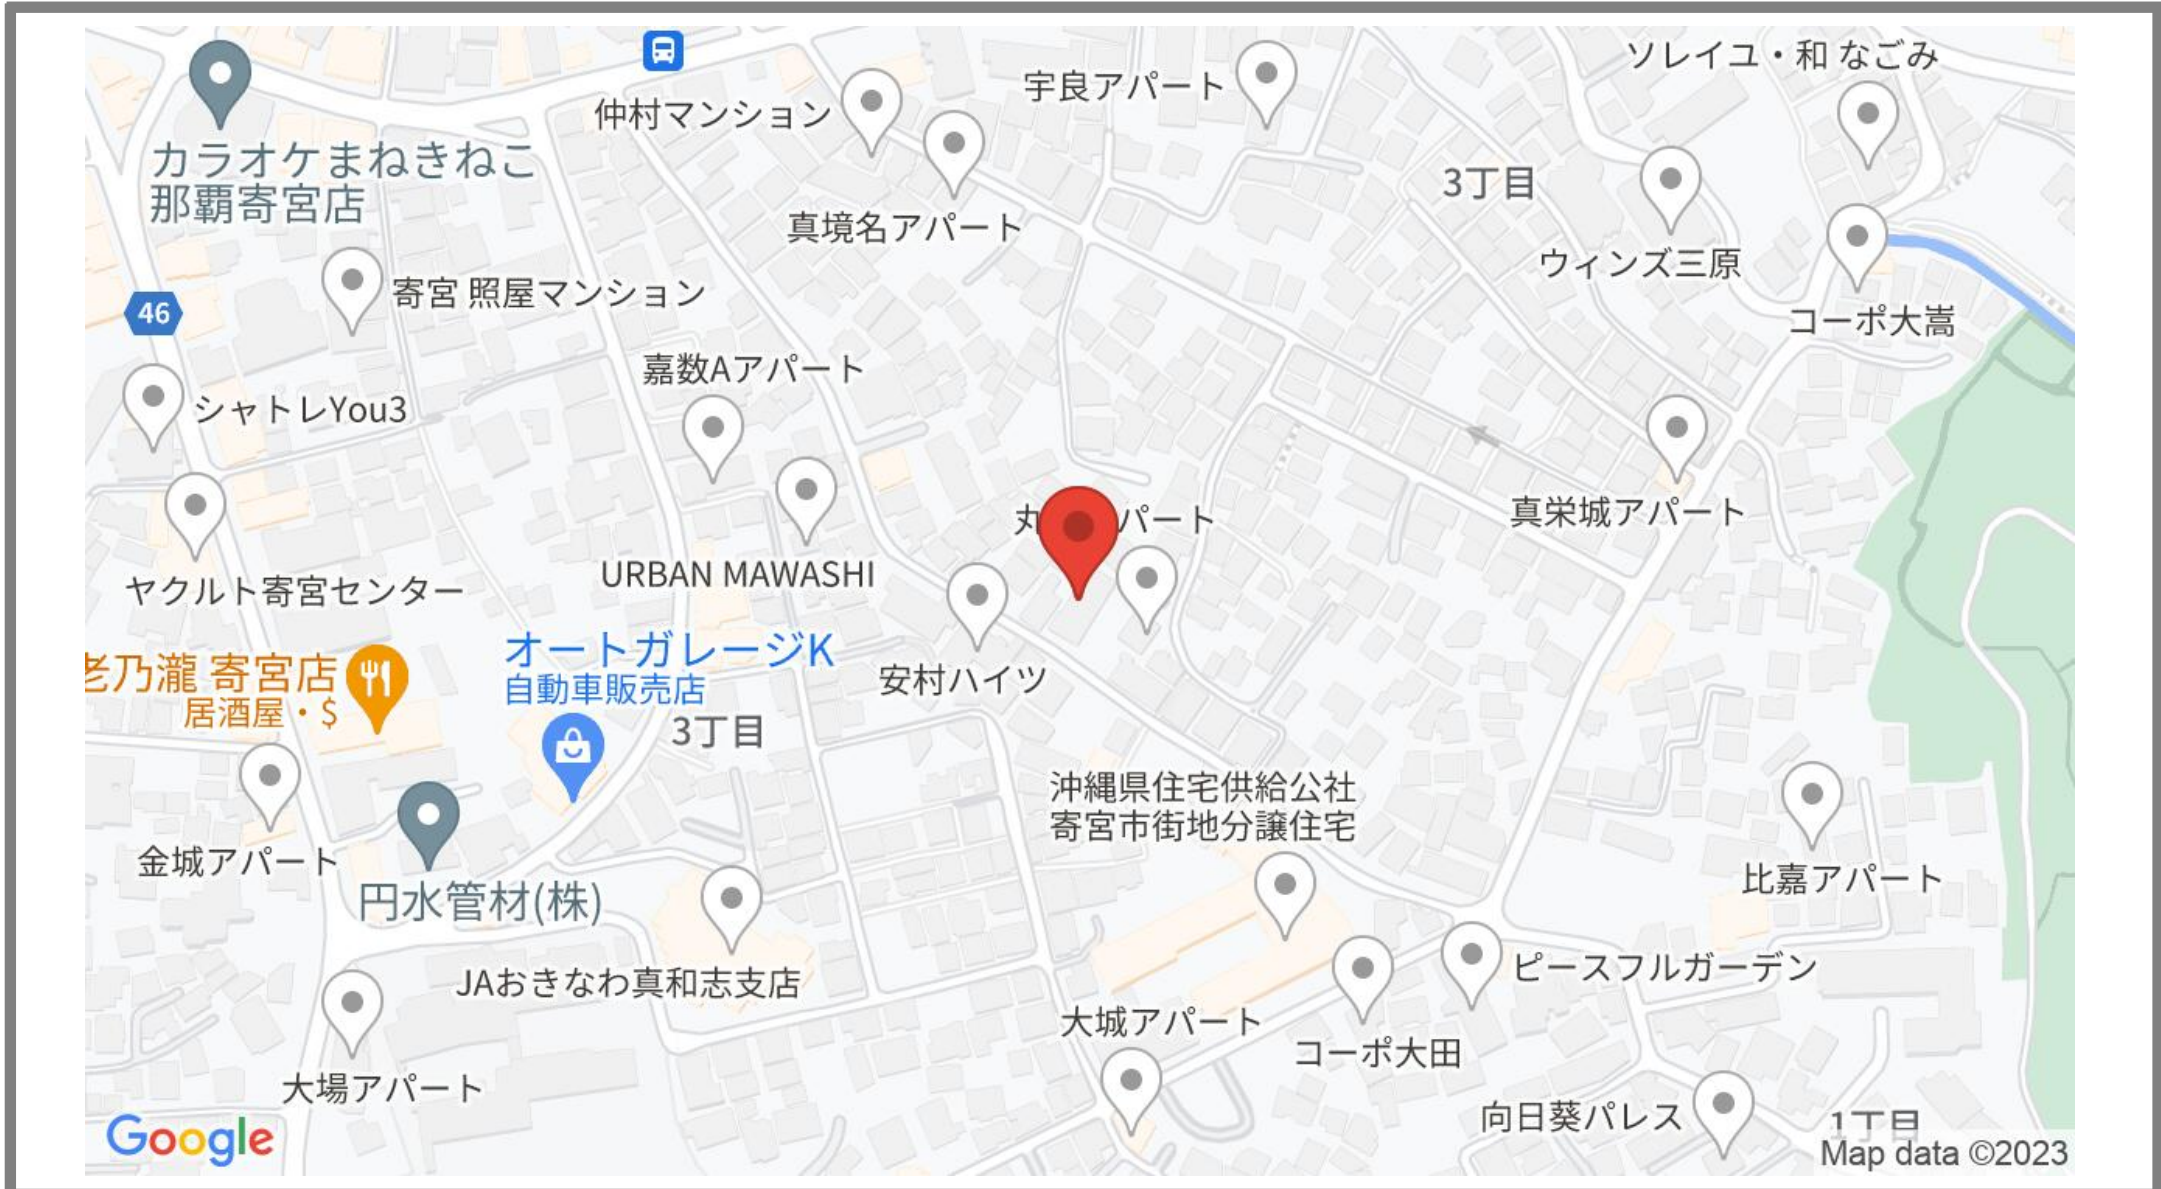 ソレイユ・和 なごみ
宇良アパート
仲村マンション
カラオケまねきねこ
那覇寄宮店
3丁目
真境名アパート
ウィンズ三原
寄宮 照屋マンション
46
コーポ大嵩
嘉数Aアパート
シャトレYou3
真栄城アパート
丸 パート
URBAN MAWASHI
ヤクルト寄宮センター
オートガレージK
自動車販売店
老乃瀧 寄宮店
居酒屋・$
安村ハイツ
3丁目
沖縄県住宅供給公社
寄宮市街地分譲住宅
金城アパート
比嘉アパート
円水管材(株)
ピースフルガーデン
JAおきなわ真和志支店
大城アパート
コーポ大田
大場アパート
向日葵パレス
1丁目
Google
Map data ©2023